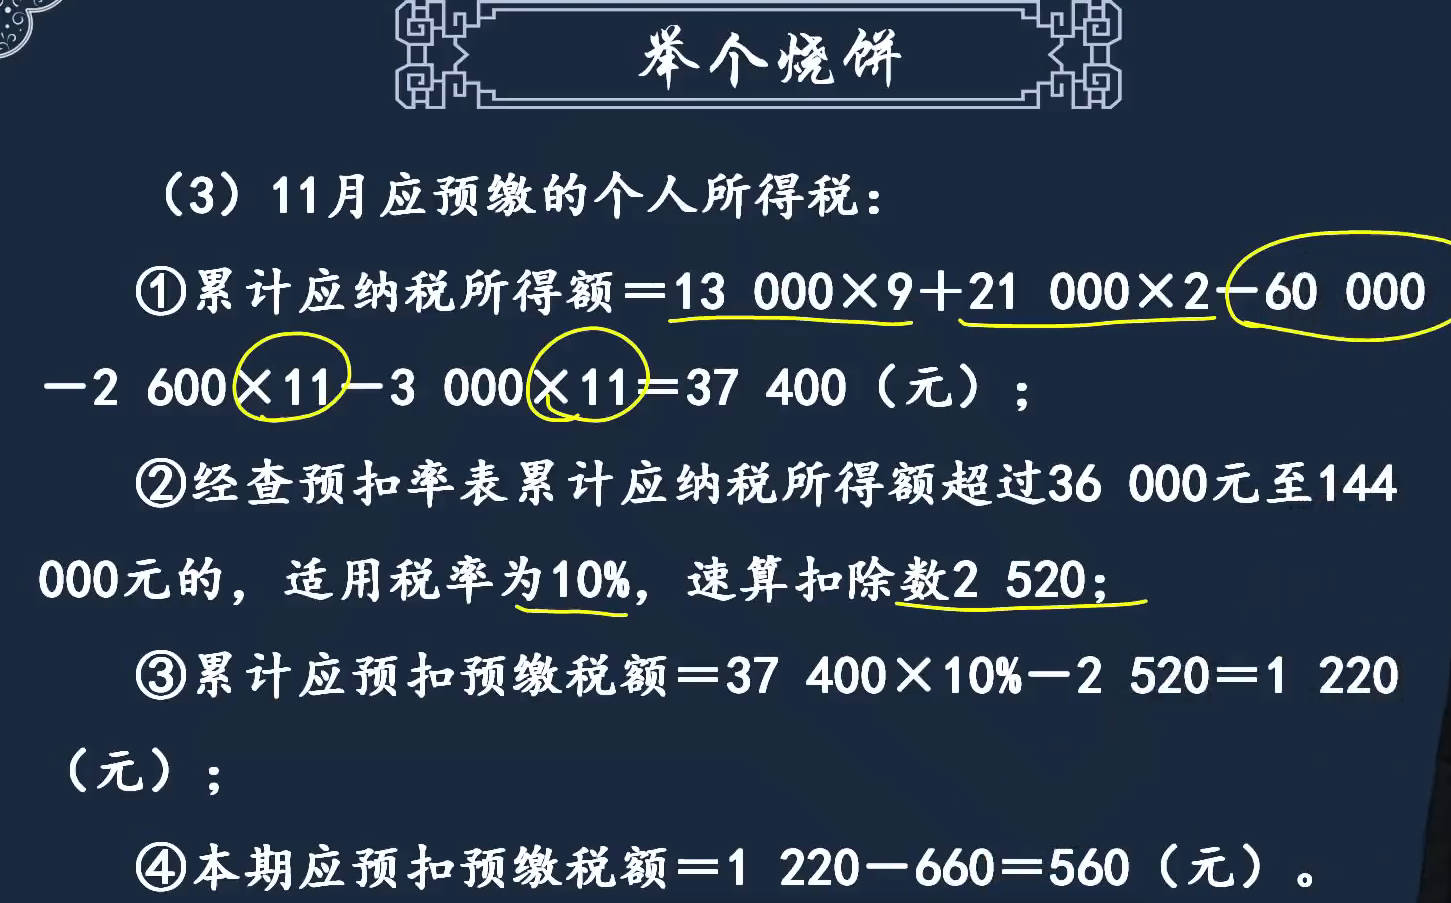 举个烧饼
（3）11月应预缴的个人所得税：
①累计应纳税所得额＝13 000×9＋21 000×2－60 000
－2 600×11－3 000×11＝37 400（元）；
②经查预扣率表累计应纳税所得额超过36 000元至144
000元的，适用税率为10%，速算扣除数2 520；
③累计应预扣预缴税额＝37 400×10%－2 520＝1 220
（元）；
④本期应预扣预缴税额＝1 220－660＝560（元）。